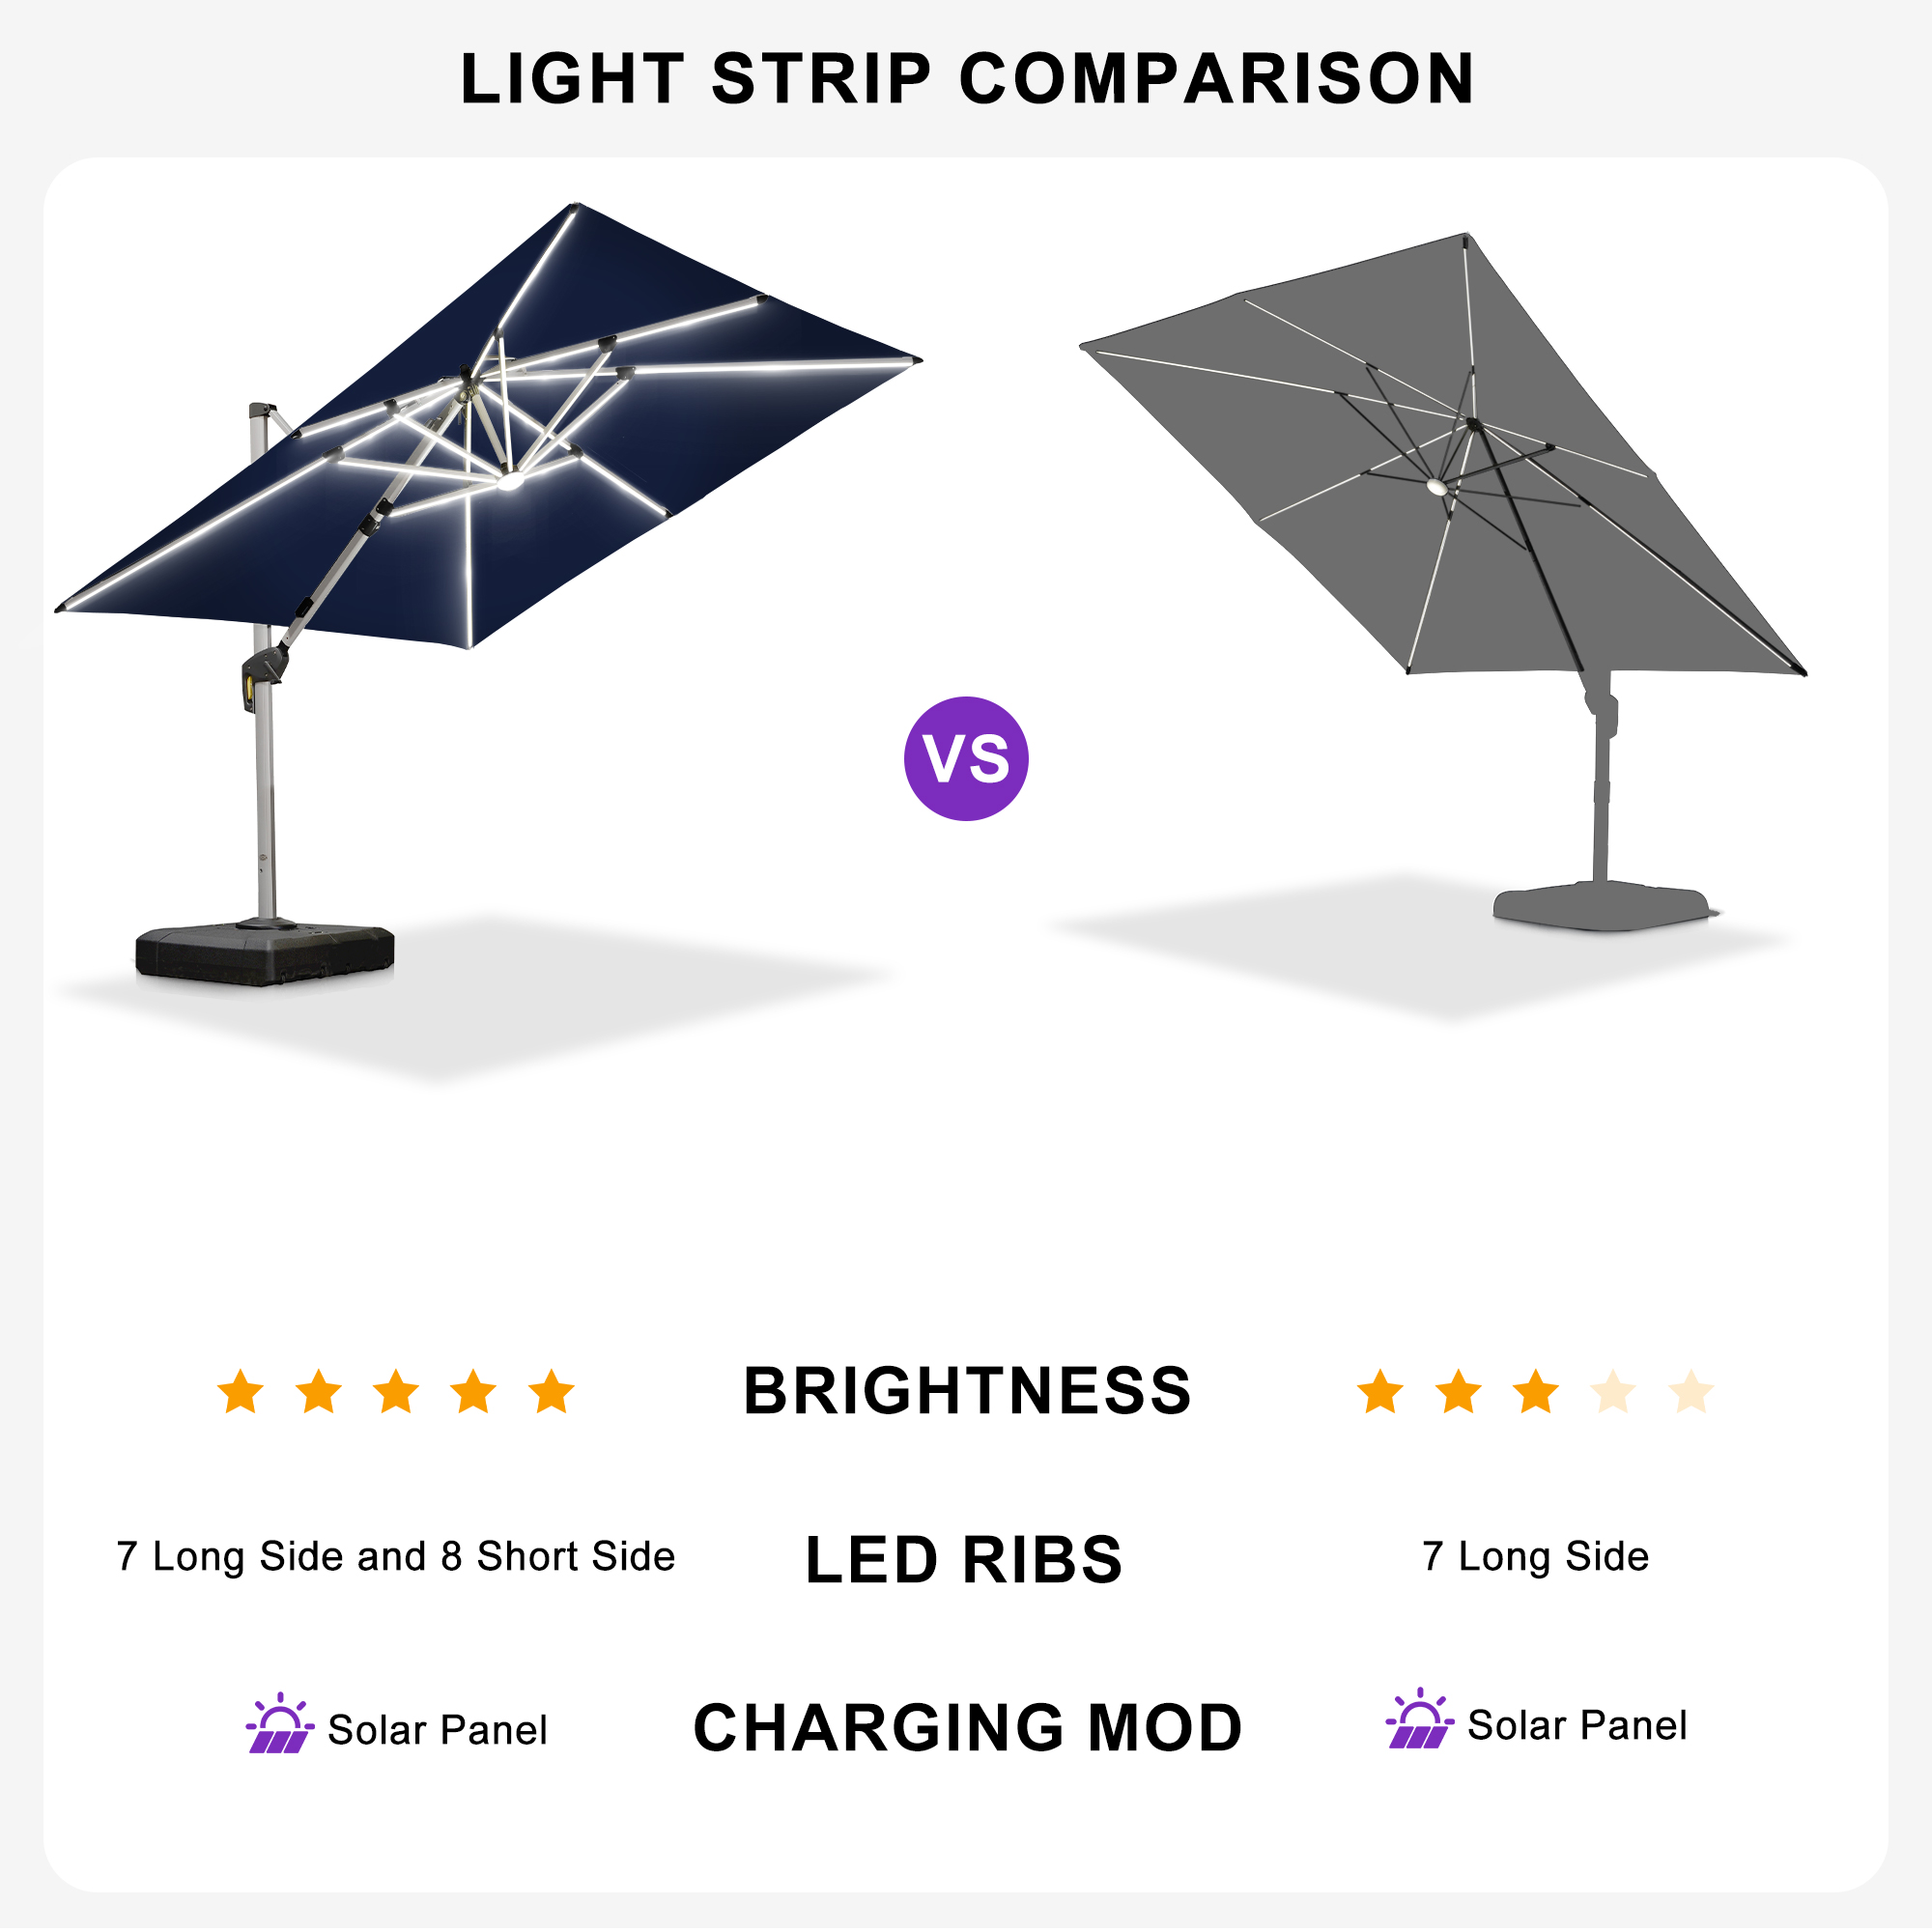 LIGHT STRIP COMPARISON
VS
BRIGHTNESS
7 Long Side and 8 Short Side
LED RIBS
7 Long Side
Solar Panel
CHARGING MOD
Solar Panel